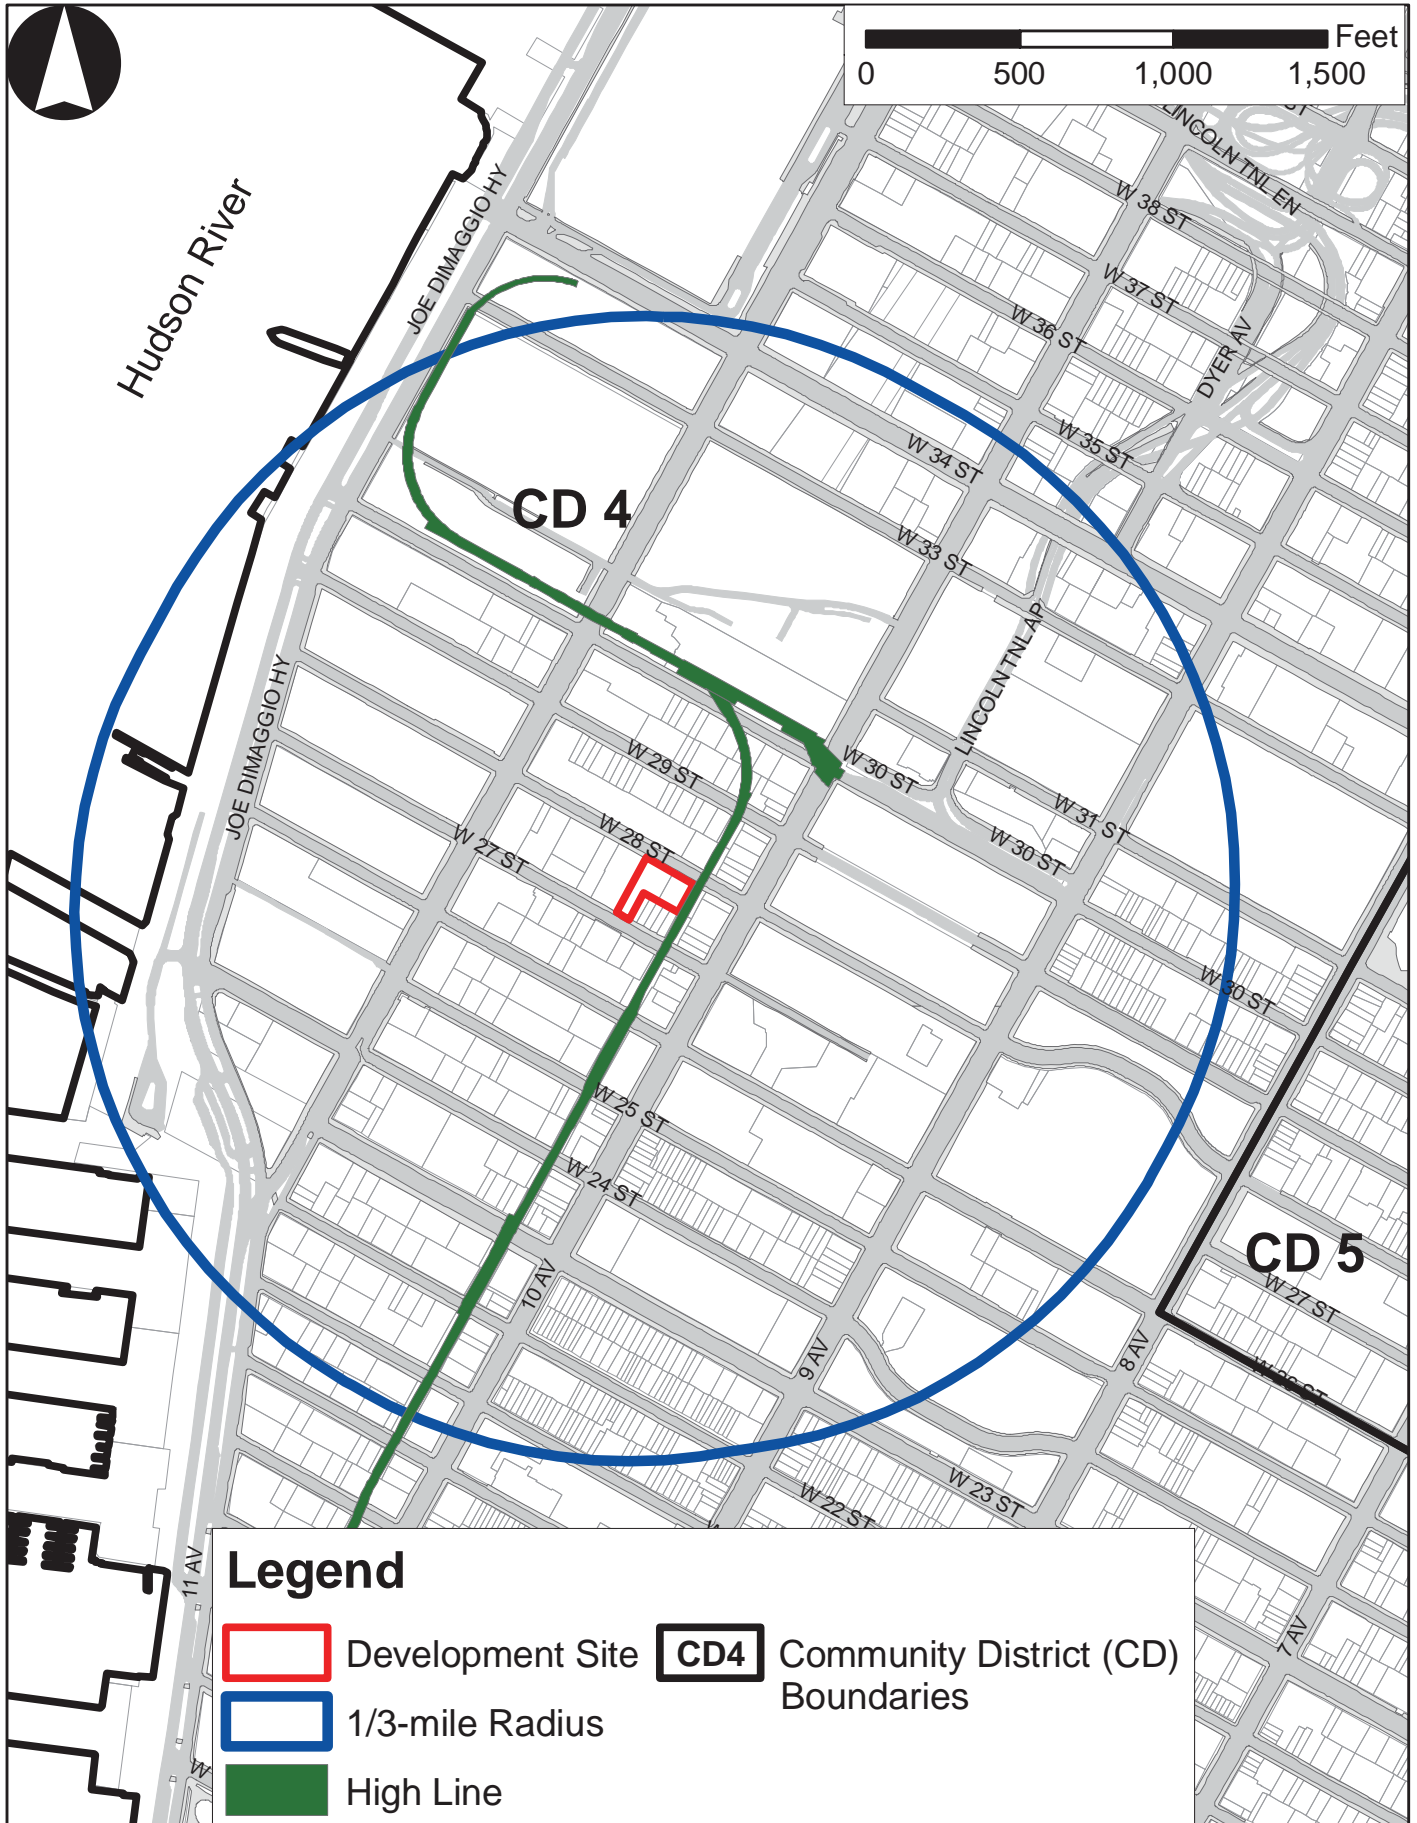 Feet
0 500 1,000 1,500
ST
LINCOLN TNL EN
W 38 ST
JOE DIMAGGIO HY
Hudson River
W 37 ST
W 36 ST
DYER AV
W 35 ST
W 34 ST
CD 4
W 33 ST
LINCOLN TNL AP
JOE DIMAGGIO HY
W 29 ST
W 30 ST
W 31 ST
W 28 ST
W 27 ST
W 30 ST
W 30 ST
W 25 ST
W 24 ST
CD 5
W 27 ST
10 AV
9 AV
8 AV
W 26 ST
W 23 ST
W 22 ST
11 AV
7 AV
W
Legend
Development Site
CD4
Community District (CD)
Boundaries
1/3-mile Radius
High Line